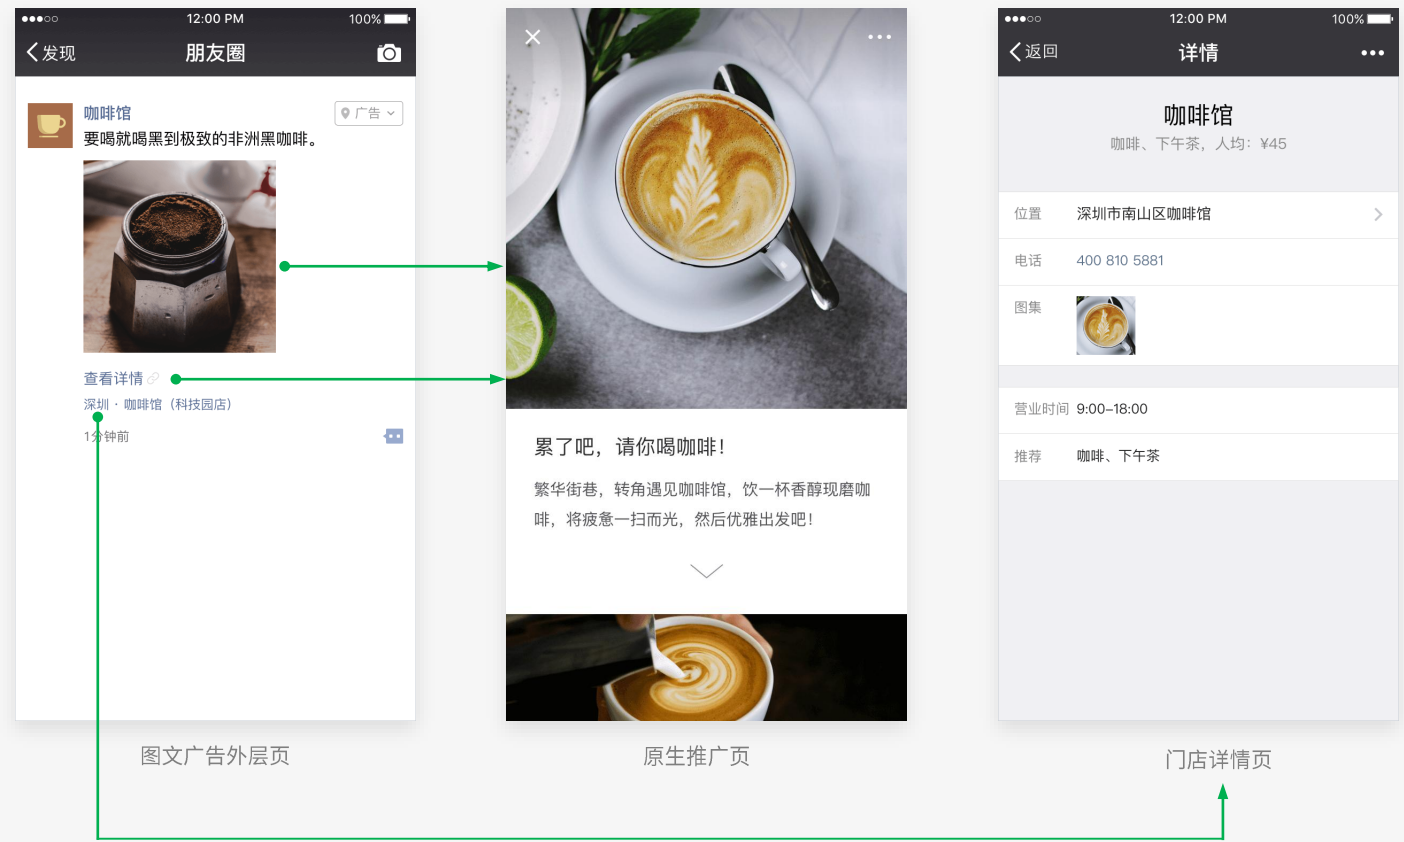 12:00 PM
100%
发现
朋友圈
咖啡馆
广告
要喝就喝黑到极致的非洲黑咖啡。
查看详情
深圳 · 咖啡馆（科技园店）
1分钟前
图文广告外层页
累了吧，请你喝咖啡！
繁华街巷，转角遇见咖啡馆，饮一杯香醇现磨咖
啡，将疲惫一扫而光，然后优雅出发吧！
原生推广页
12:00 PM
100%
返回
详情
咖啡馆
咖啡、下午茶，人均：¥45
位置
深圳市南山区咖啡馆
电话
400 810 5881
图集
营业时间
9:00–18:00
推荐
咖啡、下午茶
门店详情页